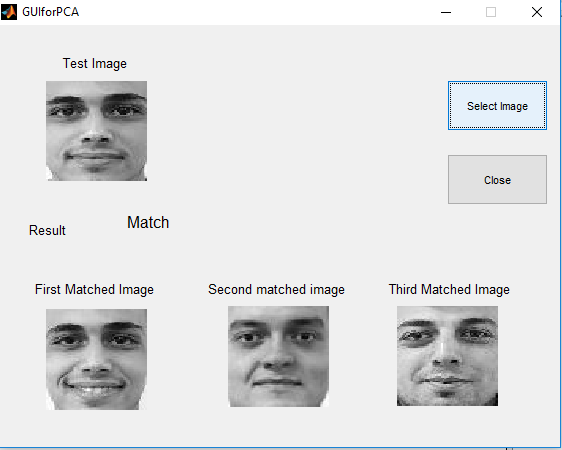 GUIforPCA
Test Image
Select Image
Close
Result
Match
First Matched Image
Second matched image
Third Matched Image